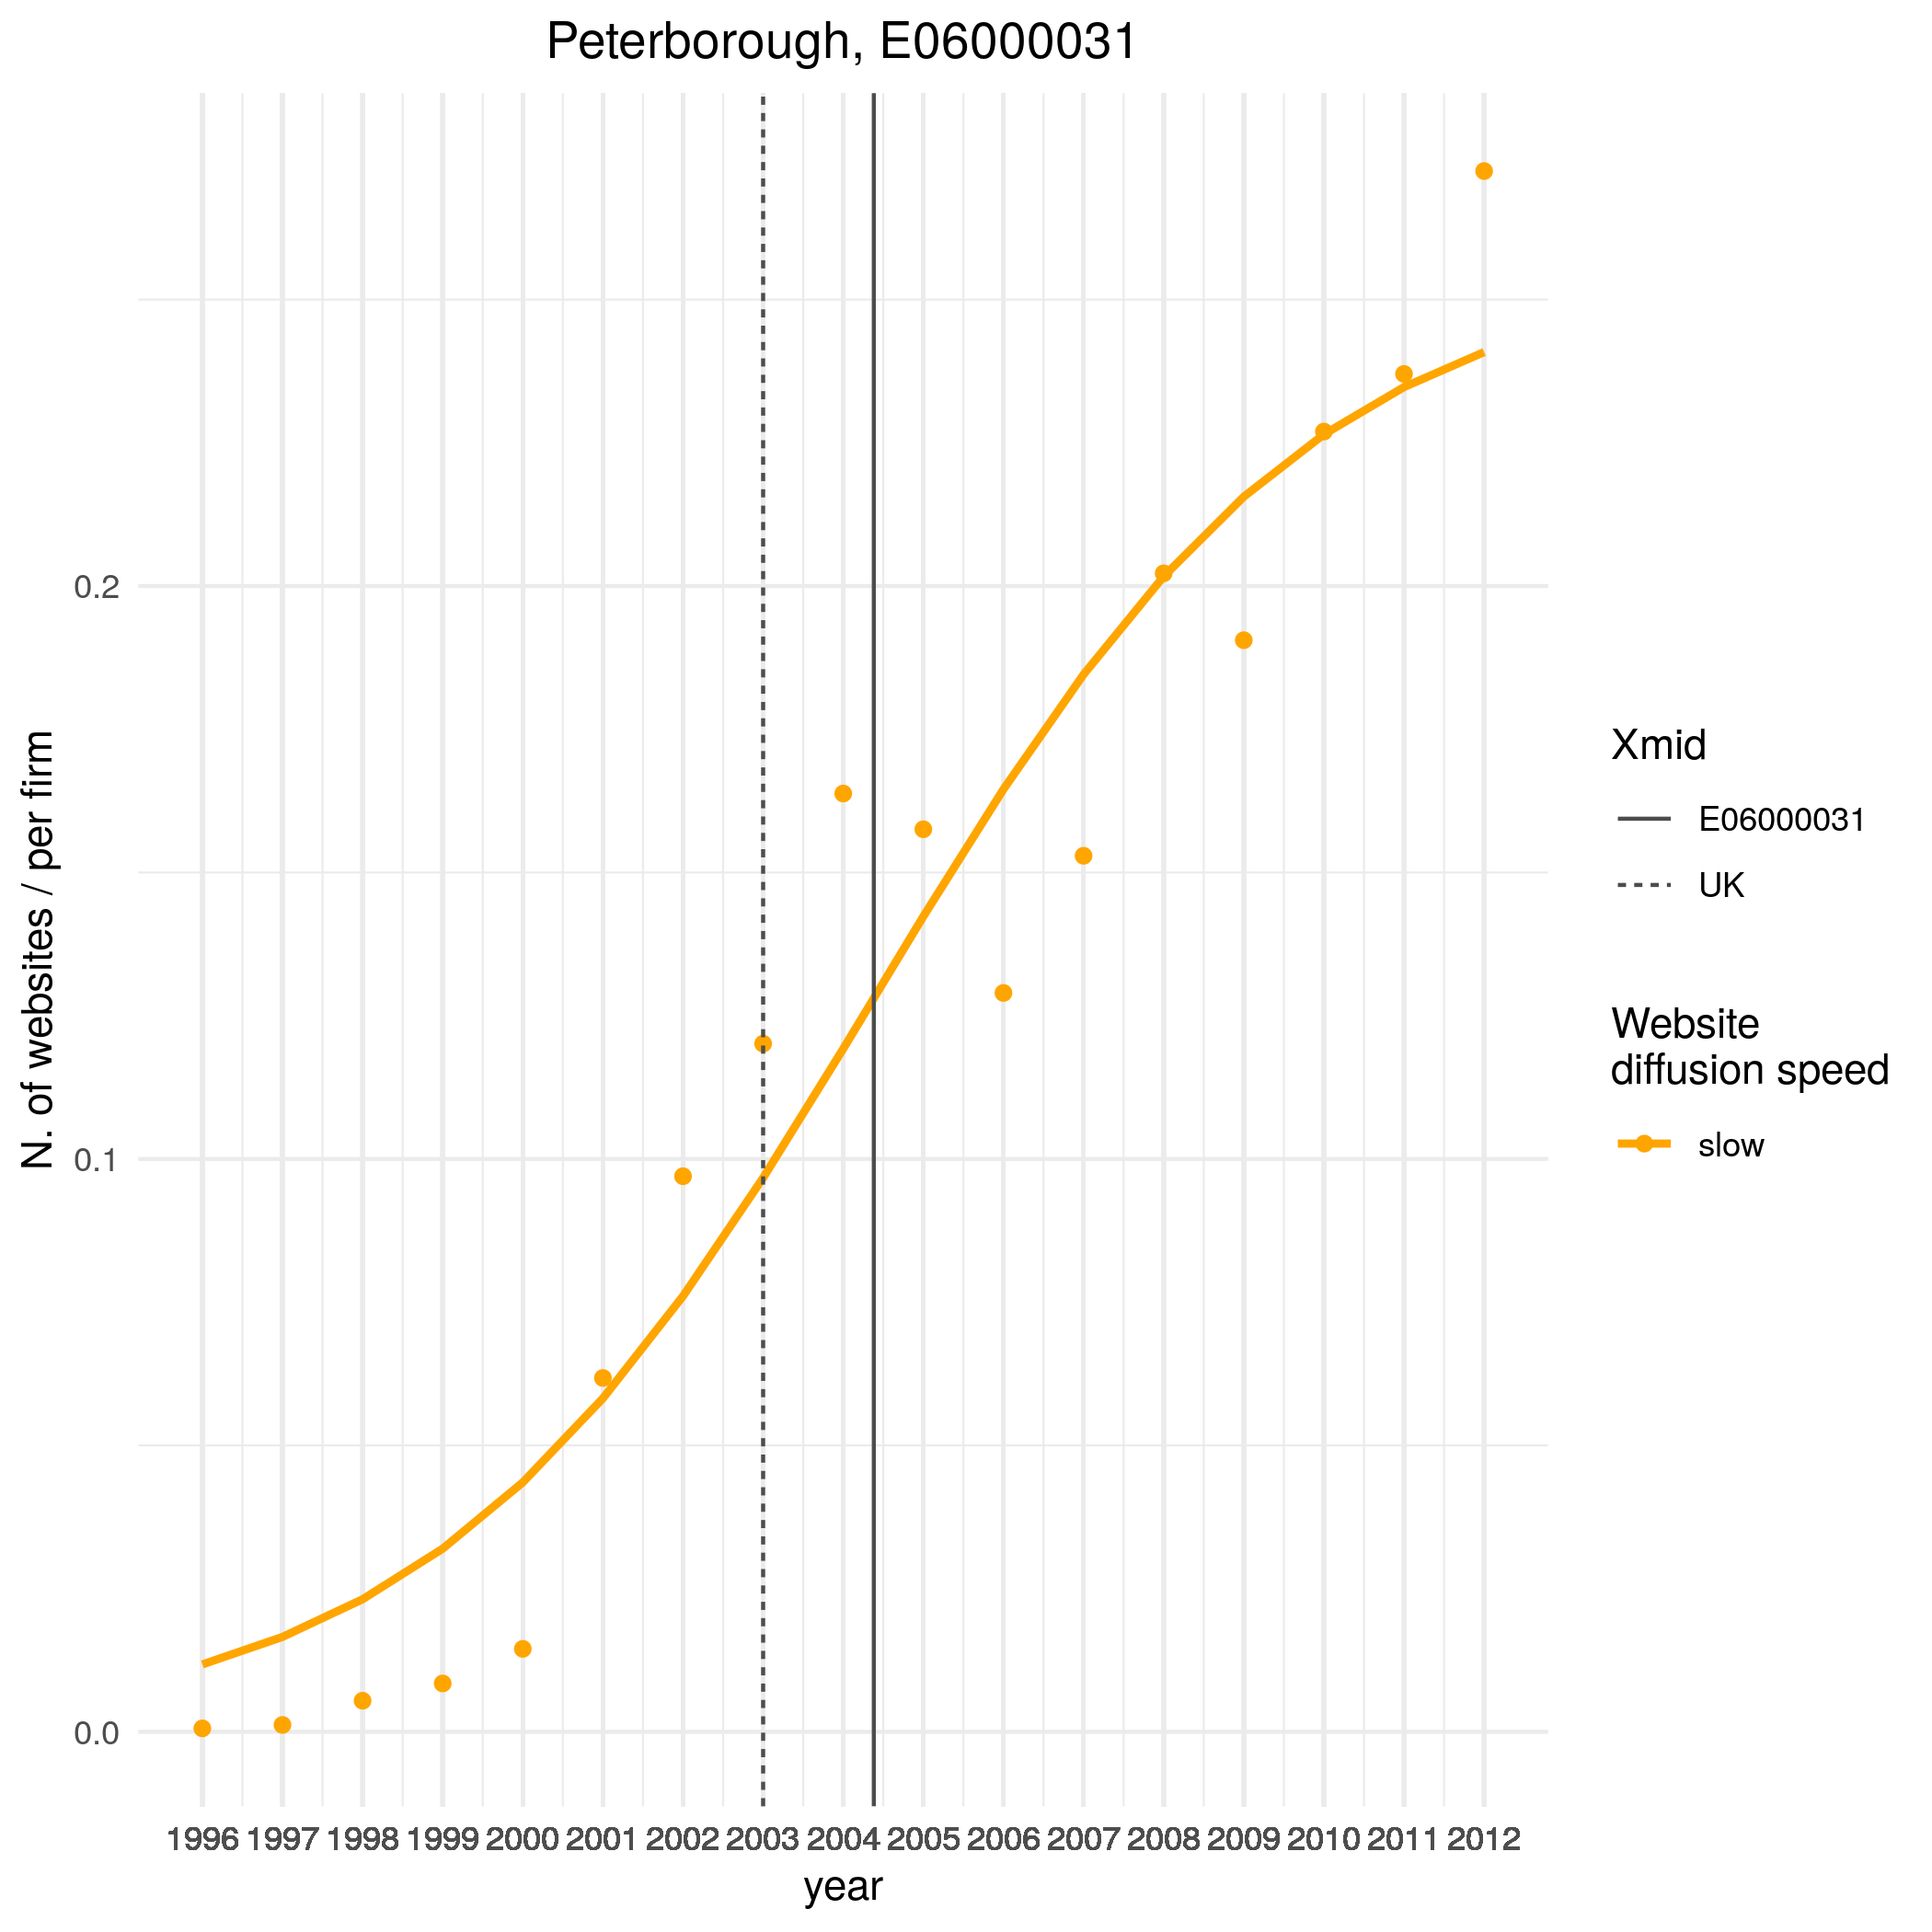 Peterborough, E06000031
N. of websites / per firm
0.2
0.1
0.0
1996 1997 1998 1999 2000 2001 2002 2003 2004 2005 2006 2007 2008 2009 2010 2011 2012
year
Xmid
E06000031
UK
Website
diffusion speed
slow